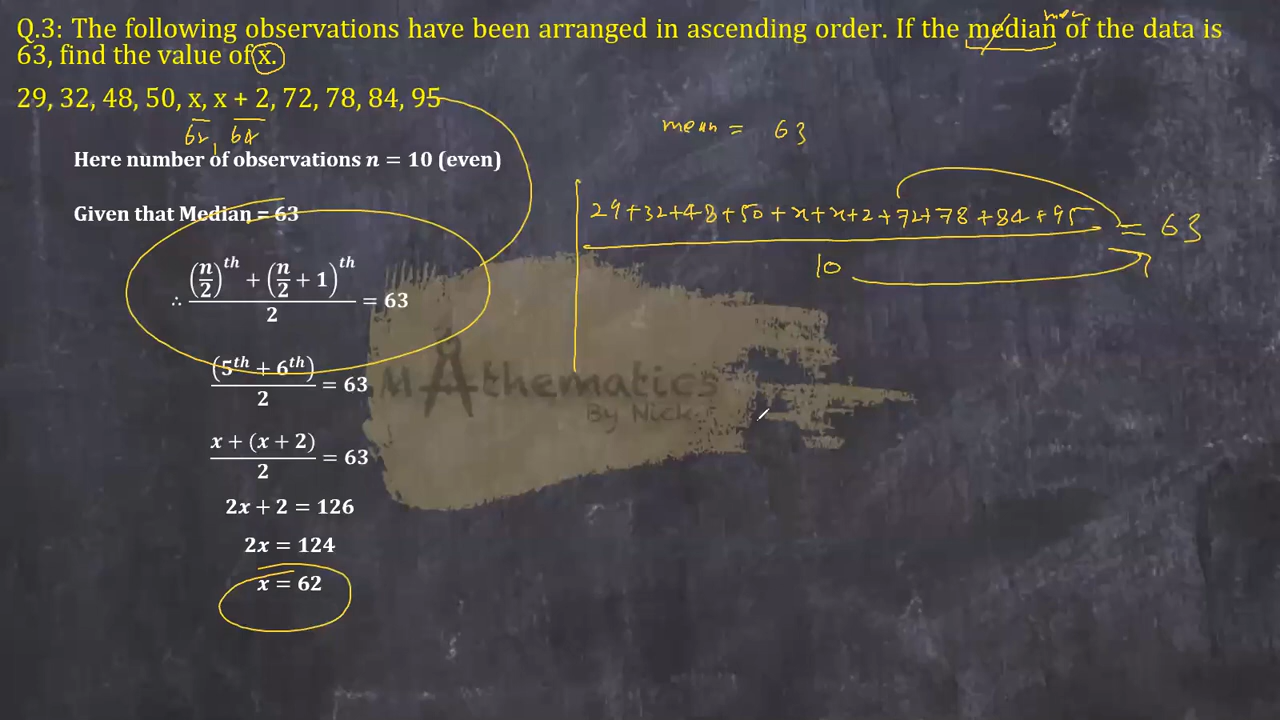 Q.3: The following observations have been arranged in ascending order. If the median of the data is
mean
63, find the value of x.
29, 32, 48, 50, x, x + 2, 72, 78, 84, 95
62, 64
Here number of observations n = 10 (even)
Given that Median = 63
∴ ((n/2)^th + (n/2 + 1)^th)/2 = 63
(5^th + 6^th)/2 = 63
x + (x + 2)/2 = 63
2x + 2 = 126
2x = 124
x = 62
mean = 63
29+32+48+50+x+x+2+72+78+84+95 = 63
10
MAthematics
By Nick